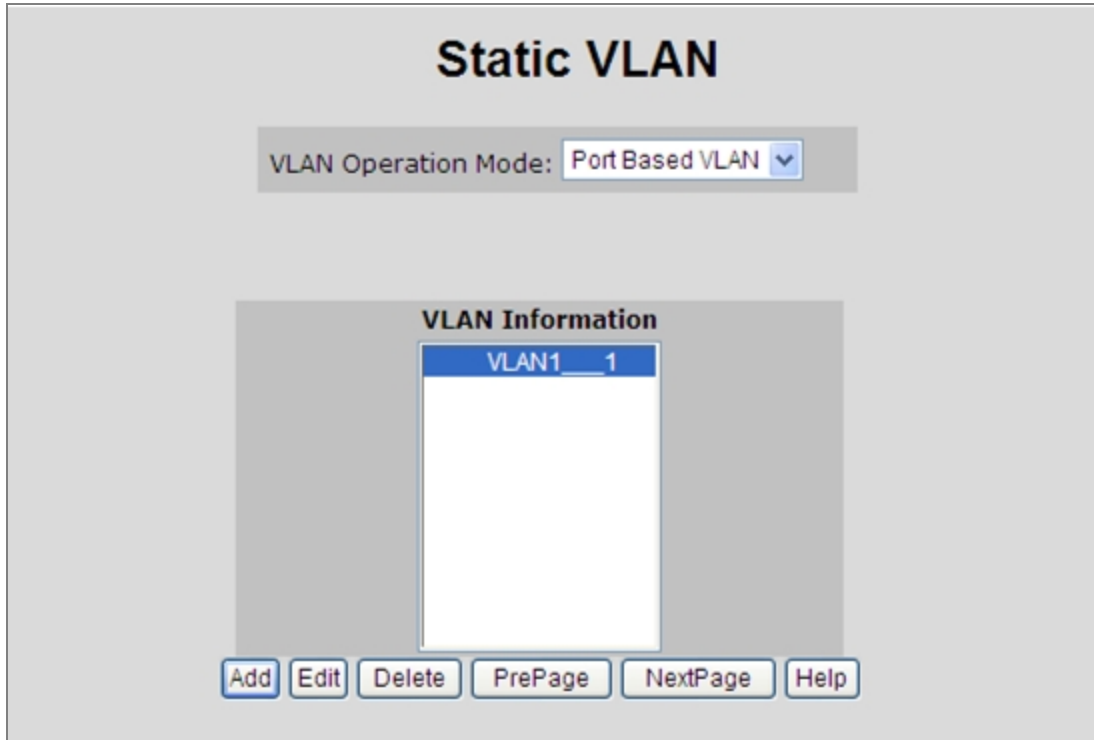 Static VLAN
VLAN Operation Mode: Port Based VLAN
VLAN Information
VLAN1___1
Add Edit Delete PrePage NextPage Help